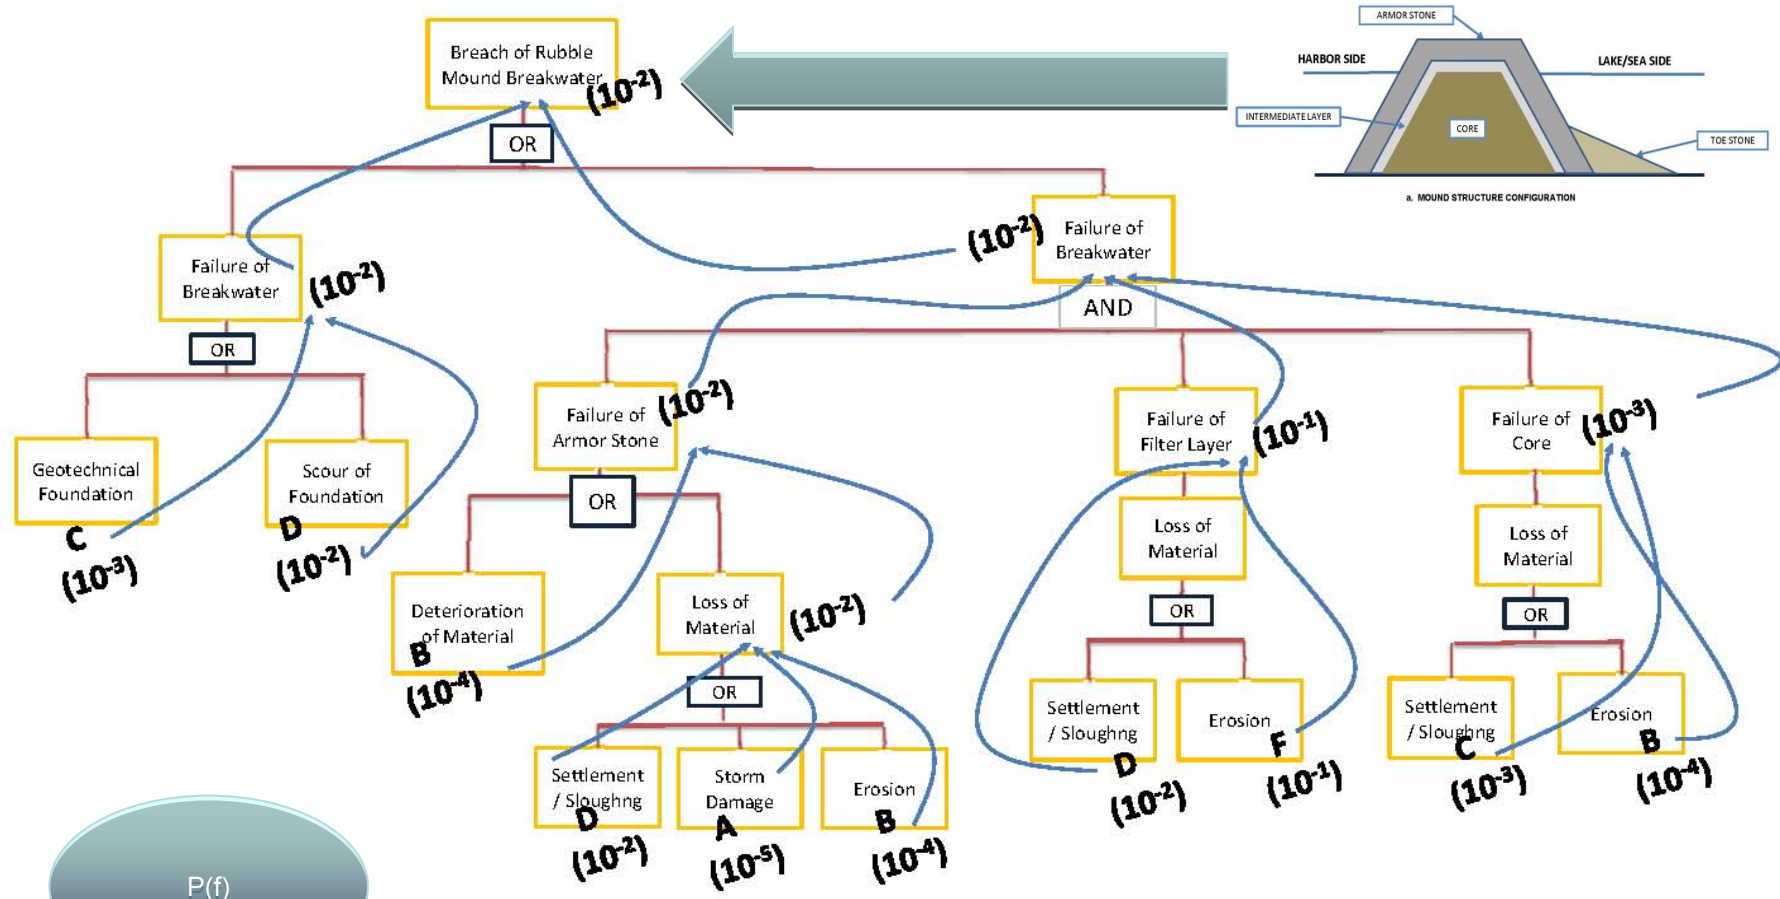 Breach of Rubble
Mound Breakwater
(10⁻²)
OR
ARMOR STONE
HARBOR SIDE
LAKE/SEA SIDE
INTERMEDIATE LAYER
CORE
TOE STONE
a. MOUND STRUCTURE CONFIGURATION
Failure of
Breakwater
(10⁻²)
OR
Geotechnical
Foundation
C
(10⁻³)
Scour of
Foundation
D
(10⁻²)
Failure of
Breakwater
(10⁻²)
AND
Failure of
Armor Stone
(10⁻²)
OR
Deterioration
of Material
B
(10⁻⁴)
Loss of
Material
(10⁻²)
OR
Settlement
/ Sloughng
D
(10⁻²)
Storm
Damage
A
(10⁻⁵)
Erosion
B
(10⁻⁴)
Failure of
Filter Layer
(10⁻¹)
Loss of
Material
OR
Settlement
/ Sloughng
D
(10⁻²)
Erosion
F
(10⁻¹)
Failure of
Core
(10⁻³)
Loss of
Material
OR
Settlement
/ Sloughng
C
(10⁻³)
Erosion
B
(10⁻⁴)
P(f)